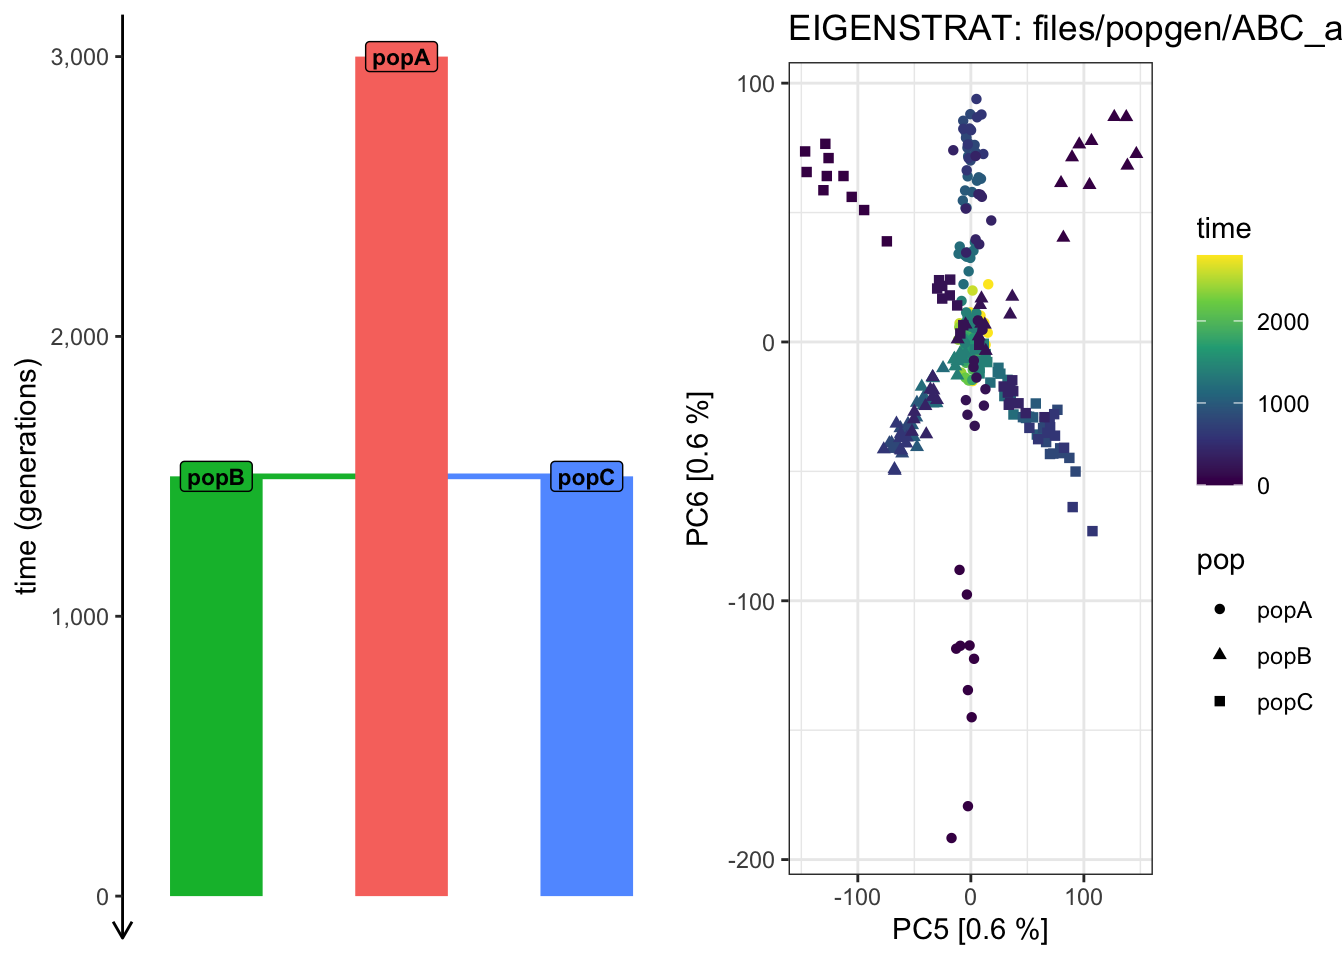 3,000
2,000
1,000
0
time (generations)
popA
popB
popC
EIGENSTRAT: files/popgen/ABC_a
100
0
-100
-200
PC6 [0.6 %]
-100
0
100
PC5 [0.6 %]
time
2000
1000
0
pop
popA
popB
popC